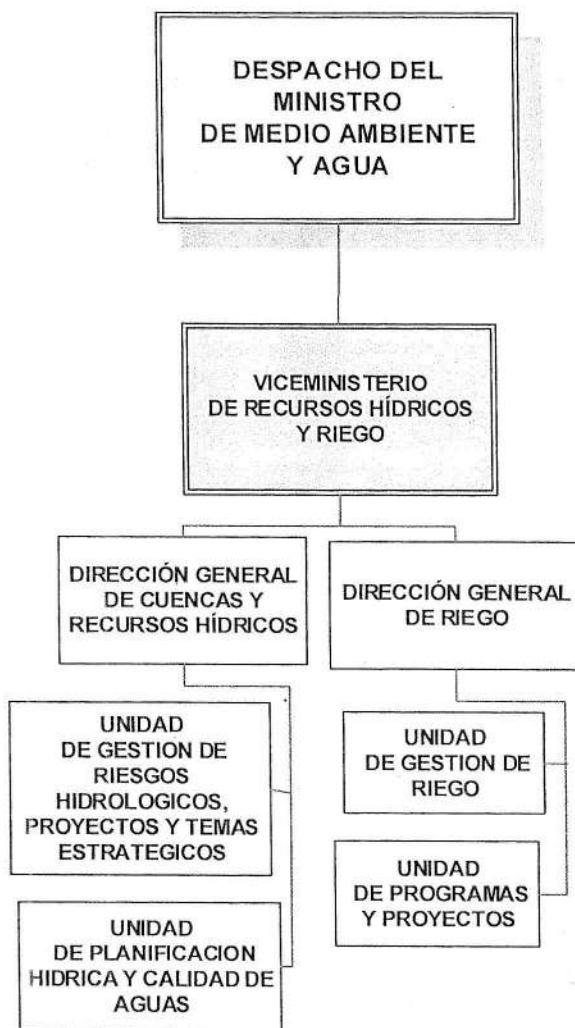 DESPACHO DEL
MINISTRO
DE MEDIO AMBIENTE
Y AGUA
VICEMINISTERIO
DE RECURSOS HÍDRICOS
Y RIEGO
DIRECCIÓN GENERAL
DE CUENCAS Y
RECURSOS HÍDRICOS
DIRECCIÓN GENERAL
DE RIEGO
UNIDAD
DE GESTION DE
RIESGOS
HIDROLOGICOS,
PROYECTOS Y TEMAS
ESTRATEGICOS
UNIDAD
DE GESTION DE
RIEGO
UNIDAD
DE PROGRAMAS
Y PROYECTOS
UNIDAD
DE PLANIFICACION
HIDRICA Y CALIDAD DE
AGUAS